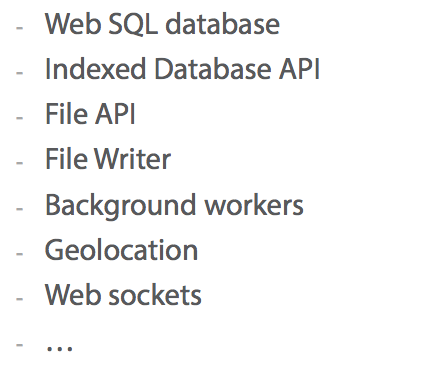 - Web SQL database
- Indexed Database API
- File API
- File Writer
- Background workers
- Geolocation
- Web sockets
- ...